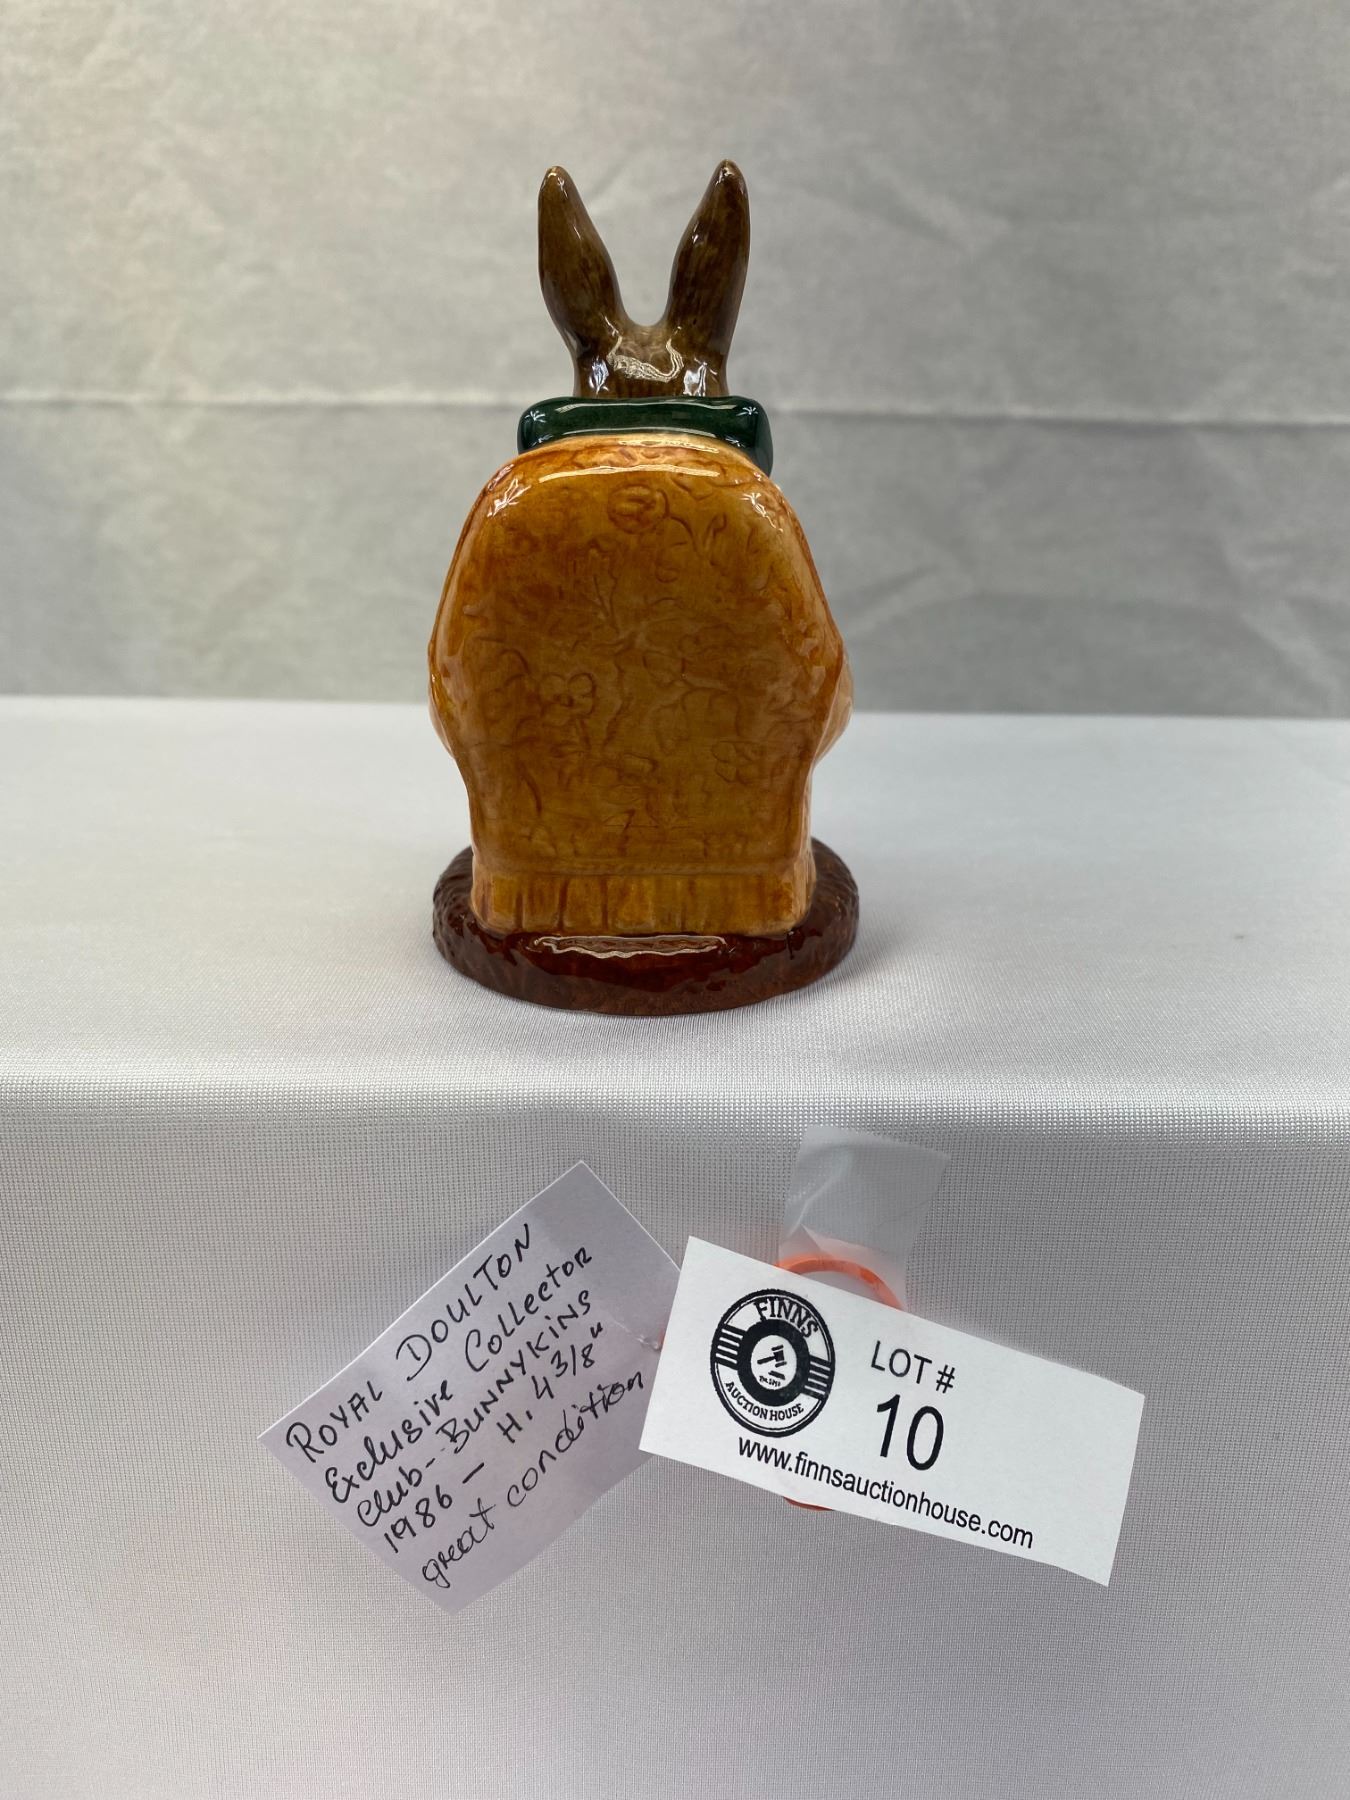 ROYAL DOULTON
Exclusive Collector
Club - BUNNYKINS
1986 - H. 4 3/8"
great condition
FINNS
AUCTION HOUSE
LOT #
10
www.finnsauctionhouse.com